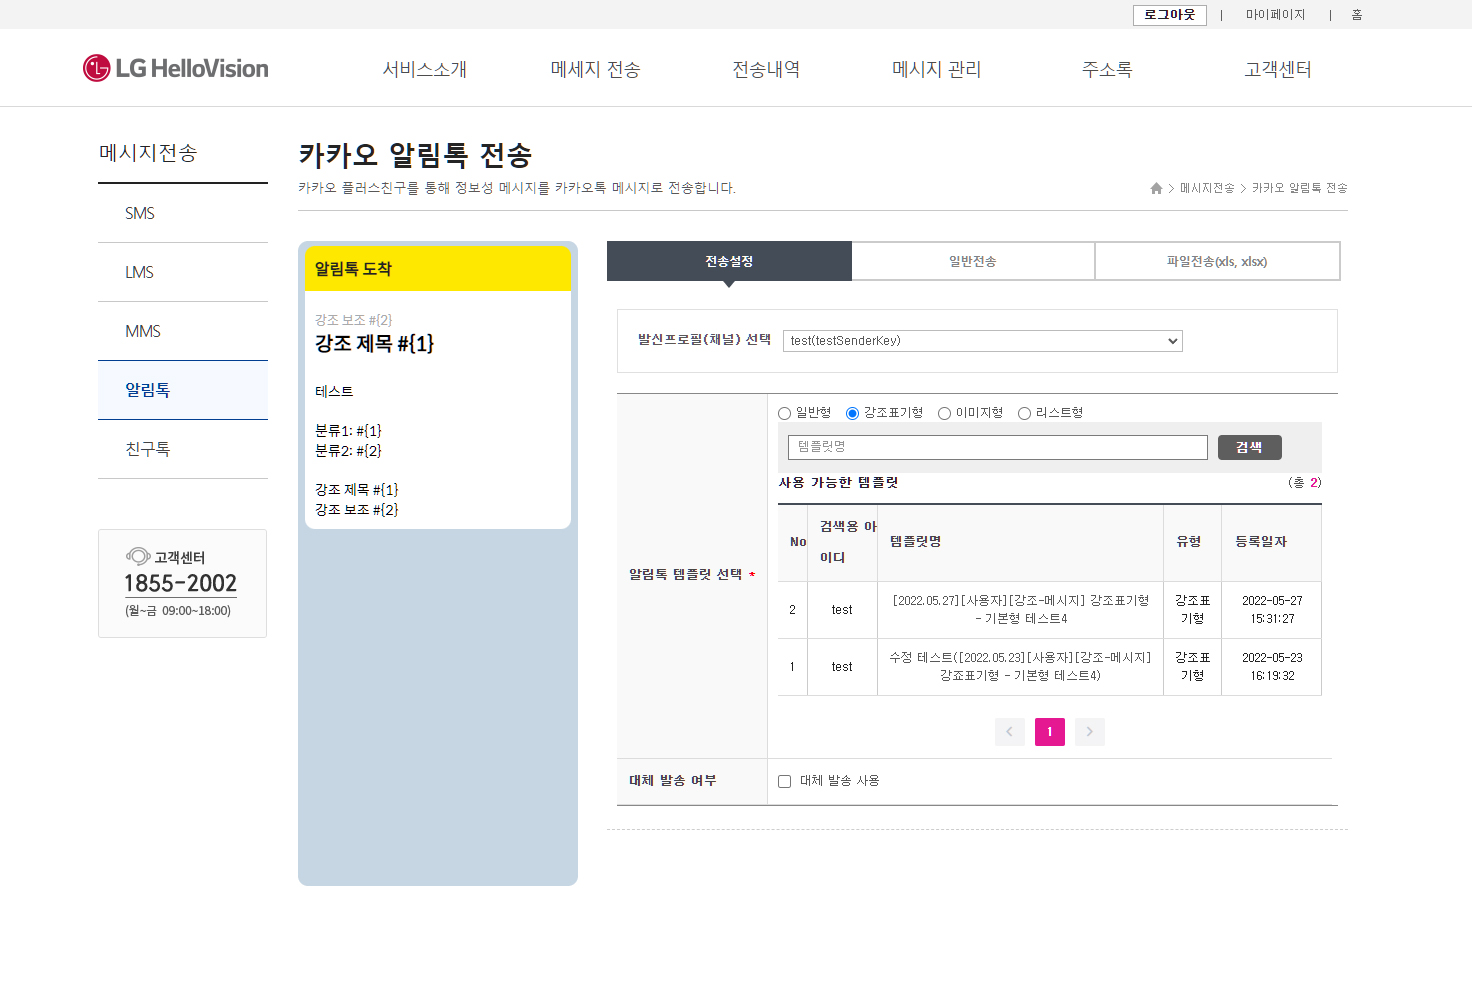 로그아웃 | 마이페이지 | 홈
LG HelloVision
서비스소개 메세지 전송 전송내역 메시지 관리 주소록 고객센터
메시지전송
SMS
LMS
MMS
알림톡
친구톡
고객센터
1855-2002
(월~금 09:00~18:00)
카카오 알림톡 전송
카카오 플러스친구를 통해 정보성 메시지를 카카오톡 메시지로 전송합니다.
메시지전송 > 카카오 알림톡 전송
알림톡 도착
강조 보조 #{2}
강조 제목 #{1}
테스트
분류1: #{1}
분류2: #{2}
강조 제목 #{1}
강조 보조 #{2}
전송설정 일반전송 파일전송(xls, xlsx)
발신프로필(채널) 선택 test(testSenderKey)
알림톡 템플릿 선택 *
일반형 강조표기형 이미지형 리스트형
템플릿명 검색
사용 가능한 템플릿 (총 2)
No 검색용 아이디 템플릿명 유형 등록일자
2 test [2022.05.27][사용자][강조-메시지] 강조표기형 - 기본형 테스트4 강조표기형 2022-05-27 15:31:27
1 test 수정 테스트([2022.05.23][사용자][강조-메시지] 강죠표기형 - 기본형 테스트4) 강조표기형 2022-05-23 16:19:32
< 1 >
대체 발송 여부 대체 발송 사용